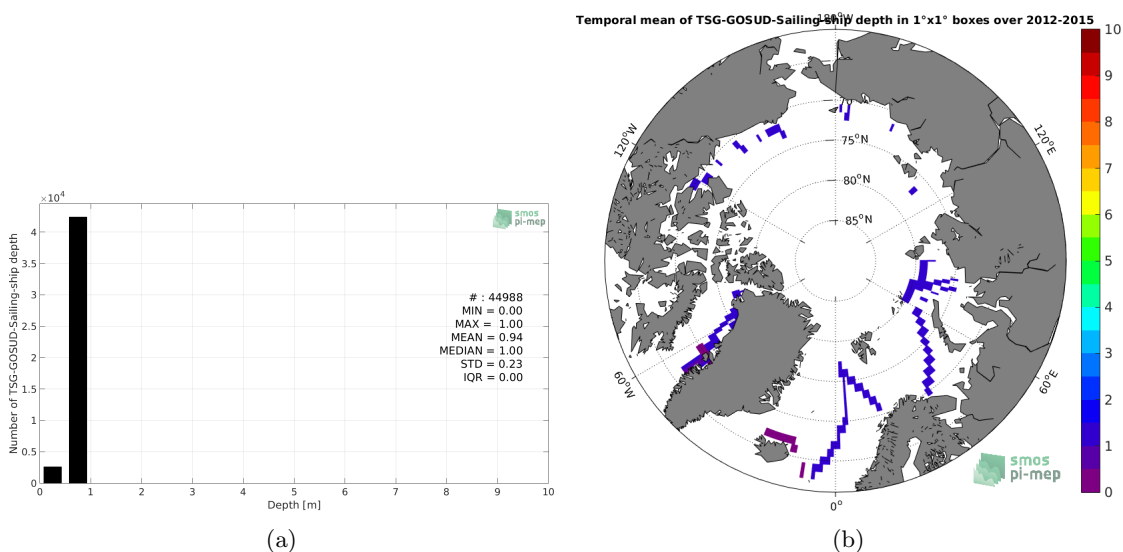 Temporal mean of TSG-GOSUD-Sailing-ship depth in 1°x1° boxes over 2012-2015
180°W
×10⁴
4
3.5
3
2.5
2
1.5
1
0.5
0
Number of TSG-GOSUD-Sailing-ship depth
smos
pi-mep
# : 44988
MIN = 0.00
MAX = 1.00
MEAN = 0.94
MEDIAN = 1.00
STD = 0.23
IQR = 0.00
0 1 2 3 4 5 6 7 8 9 10
Depth [m]
(a)
120°W
120°E
75°N
80°N
85°N
60°W
60°E
0°
smos
pi-mep
10
9
8
7
6
5
4
3
2
1
0
(b)